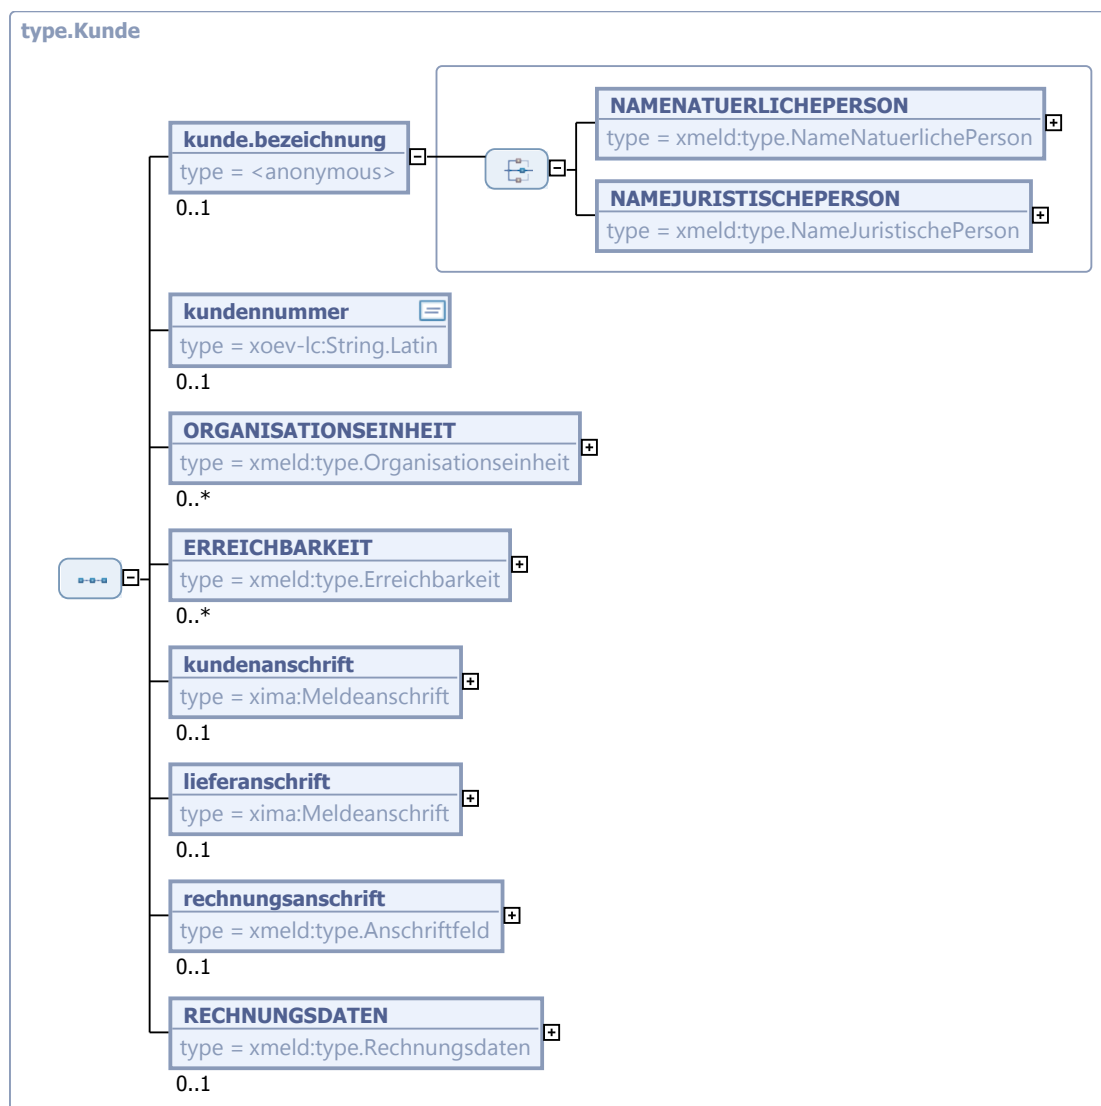 type.Kunde
kunde.bezeichnung
type = <anonymous>
0..1
NAMENATUERLICHEPERSON
type = xmeld:type.NameNatuerlichePerson
NAMEJURISTISCHEPERSON
type = xmeld:type.NameJuristischePerson
kundennummer
type = xoev-lc:String.Latin
0..1
ORGANISATIONSEINHEIT
type = xmeld:type.Organisationseinheit
0..*
ERREICHBARKEIT
type = xmeld:type.Erreichbarkeit
0..*
kundenanschrift
type = xima:Meldeanschrift
0..1
lieferanschrift
type = xima:Meldeanschrift
0..1
rechnungsanschrift
type = xmeld:type.Anschriftfeld
0..1
RECHNUNGSDATEN
type = xmeld:type.Rechnungsdaten
0..1